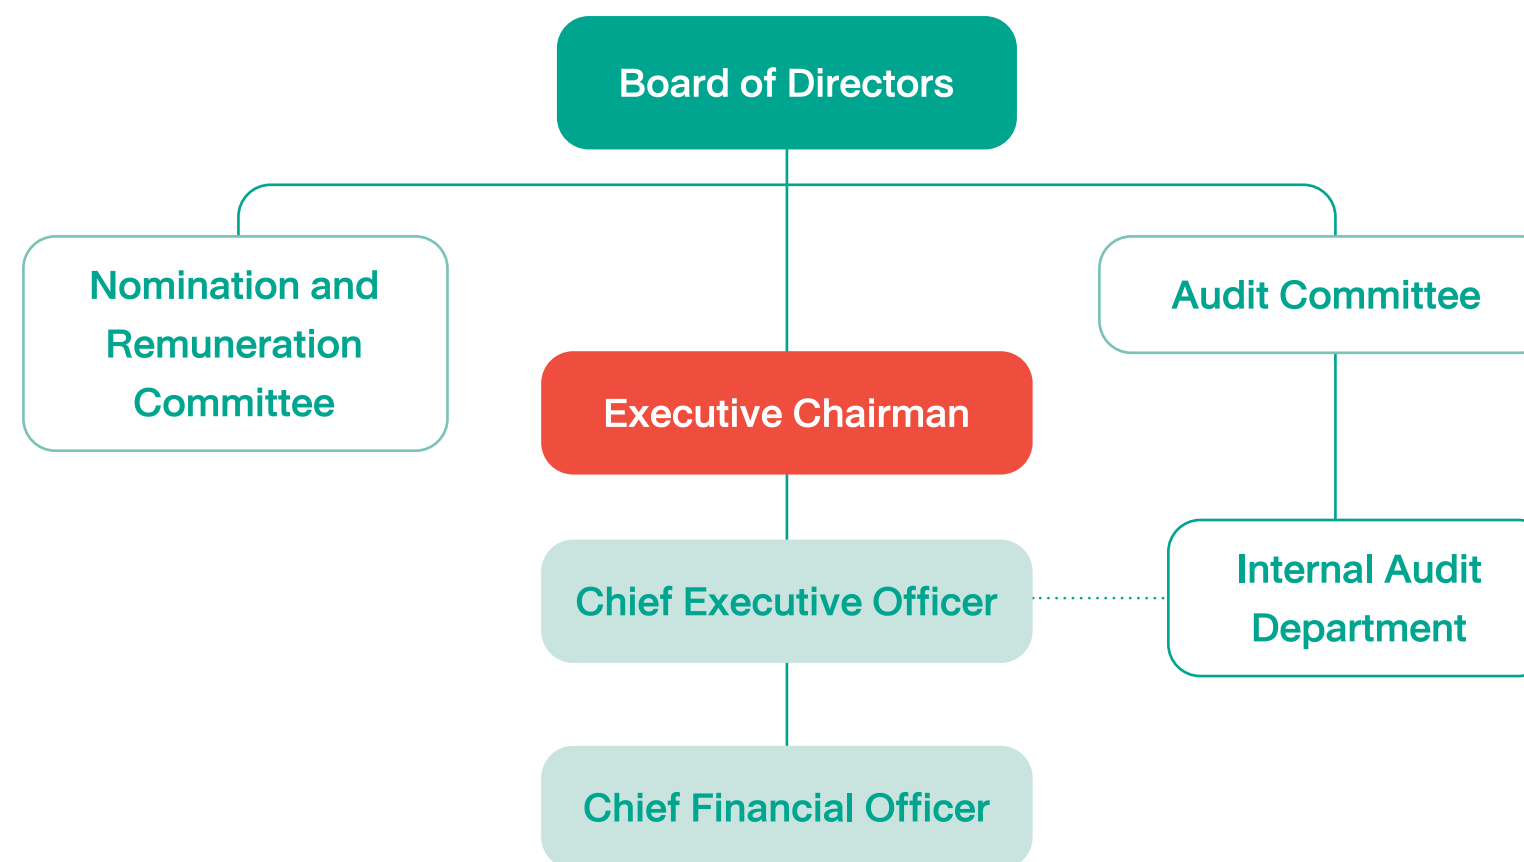 Board of Directors
Nomination and
Remuneration
Committee
Audit Committee
Executive Chairman
Chief Executive Officer
Internal Audit
Department
Chief Financial Officer